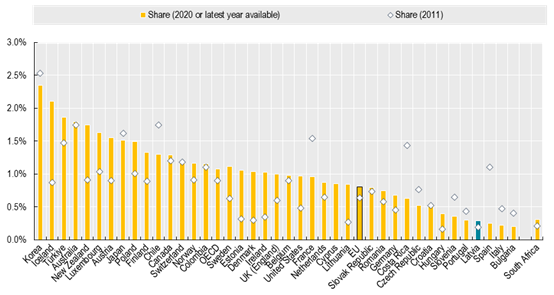 Share (2020 or latest year available)
Share (2011)
3.0%
2.5%
2.0%
1.5%
1.0%
0.5%
0.0%
Korea
Iceland
Türkiye
Australia
New Zealand
Luxembourg
Austria
Japan
Poland
Finland
Chile
Canada
Switzerland
Norway
Colombia
OECD
Sweden
Estonia
Denmark
Ireland
UK (England)
Belgium
United States
France
Netherlands
Cyprus
Lithuania
EU
Slovak Republic
Romania
Germany
Costa Rica
Czech Republic
Croatia
Hungary
Slovenia
Portugal
Latvia
Spain
Italy
Bulgaria
South Africa